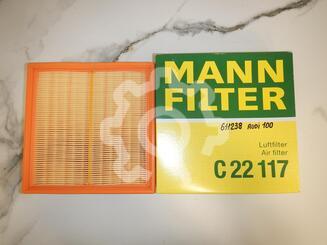 MANN
FILTER
611238 AUDI 100
Luftfilter
Air filter
C 22 117